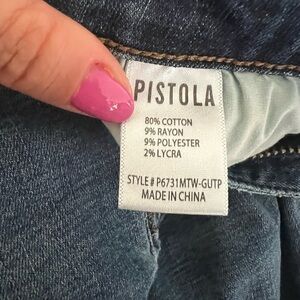 PISTOLA
80% COTTON
9% RAYON
9% POLYESTER
2% LYCRA
STYLE # P6731MTW-GUTP
MADE IN CHINA